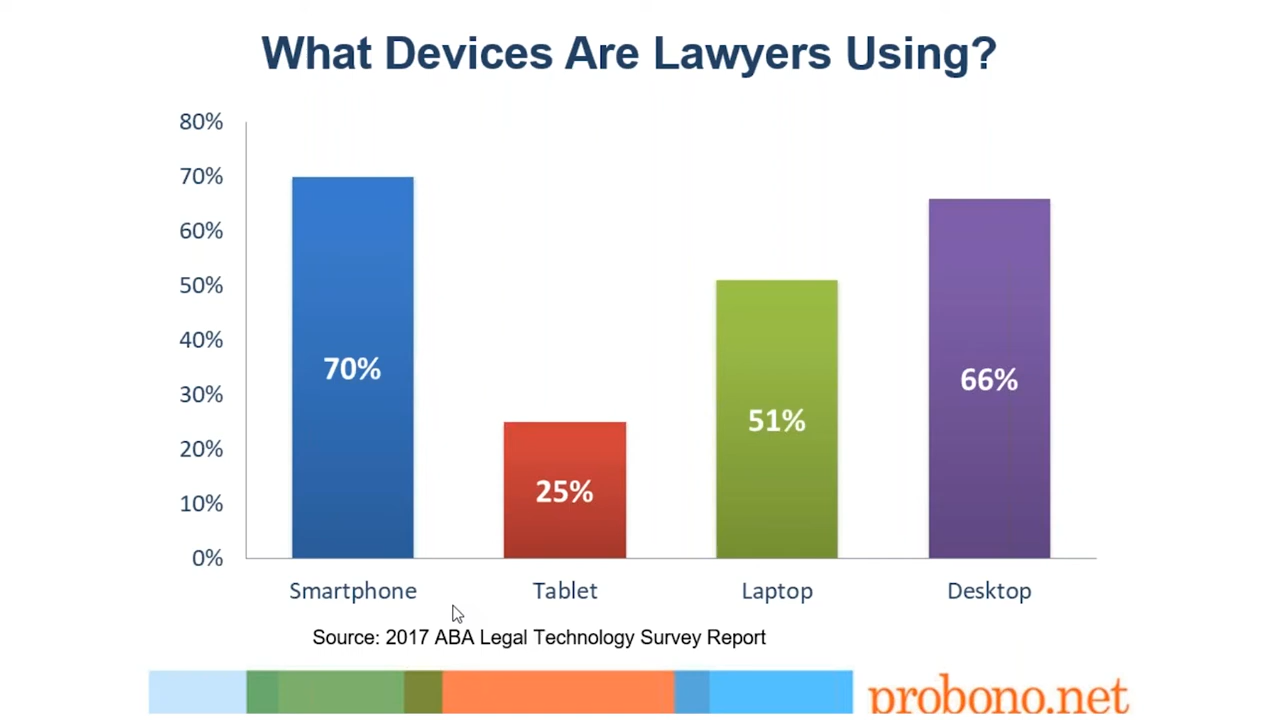 What Devices Are Lawyers Using?
80%
70%
60%
50%
40%
30%
20%
10%
0%
70%
25%
51%
66%
Smartphone
Tablet
Laptop
Desktop
Source: 2017 ABA Legal Technology Survey Report
probono.net